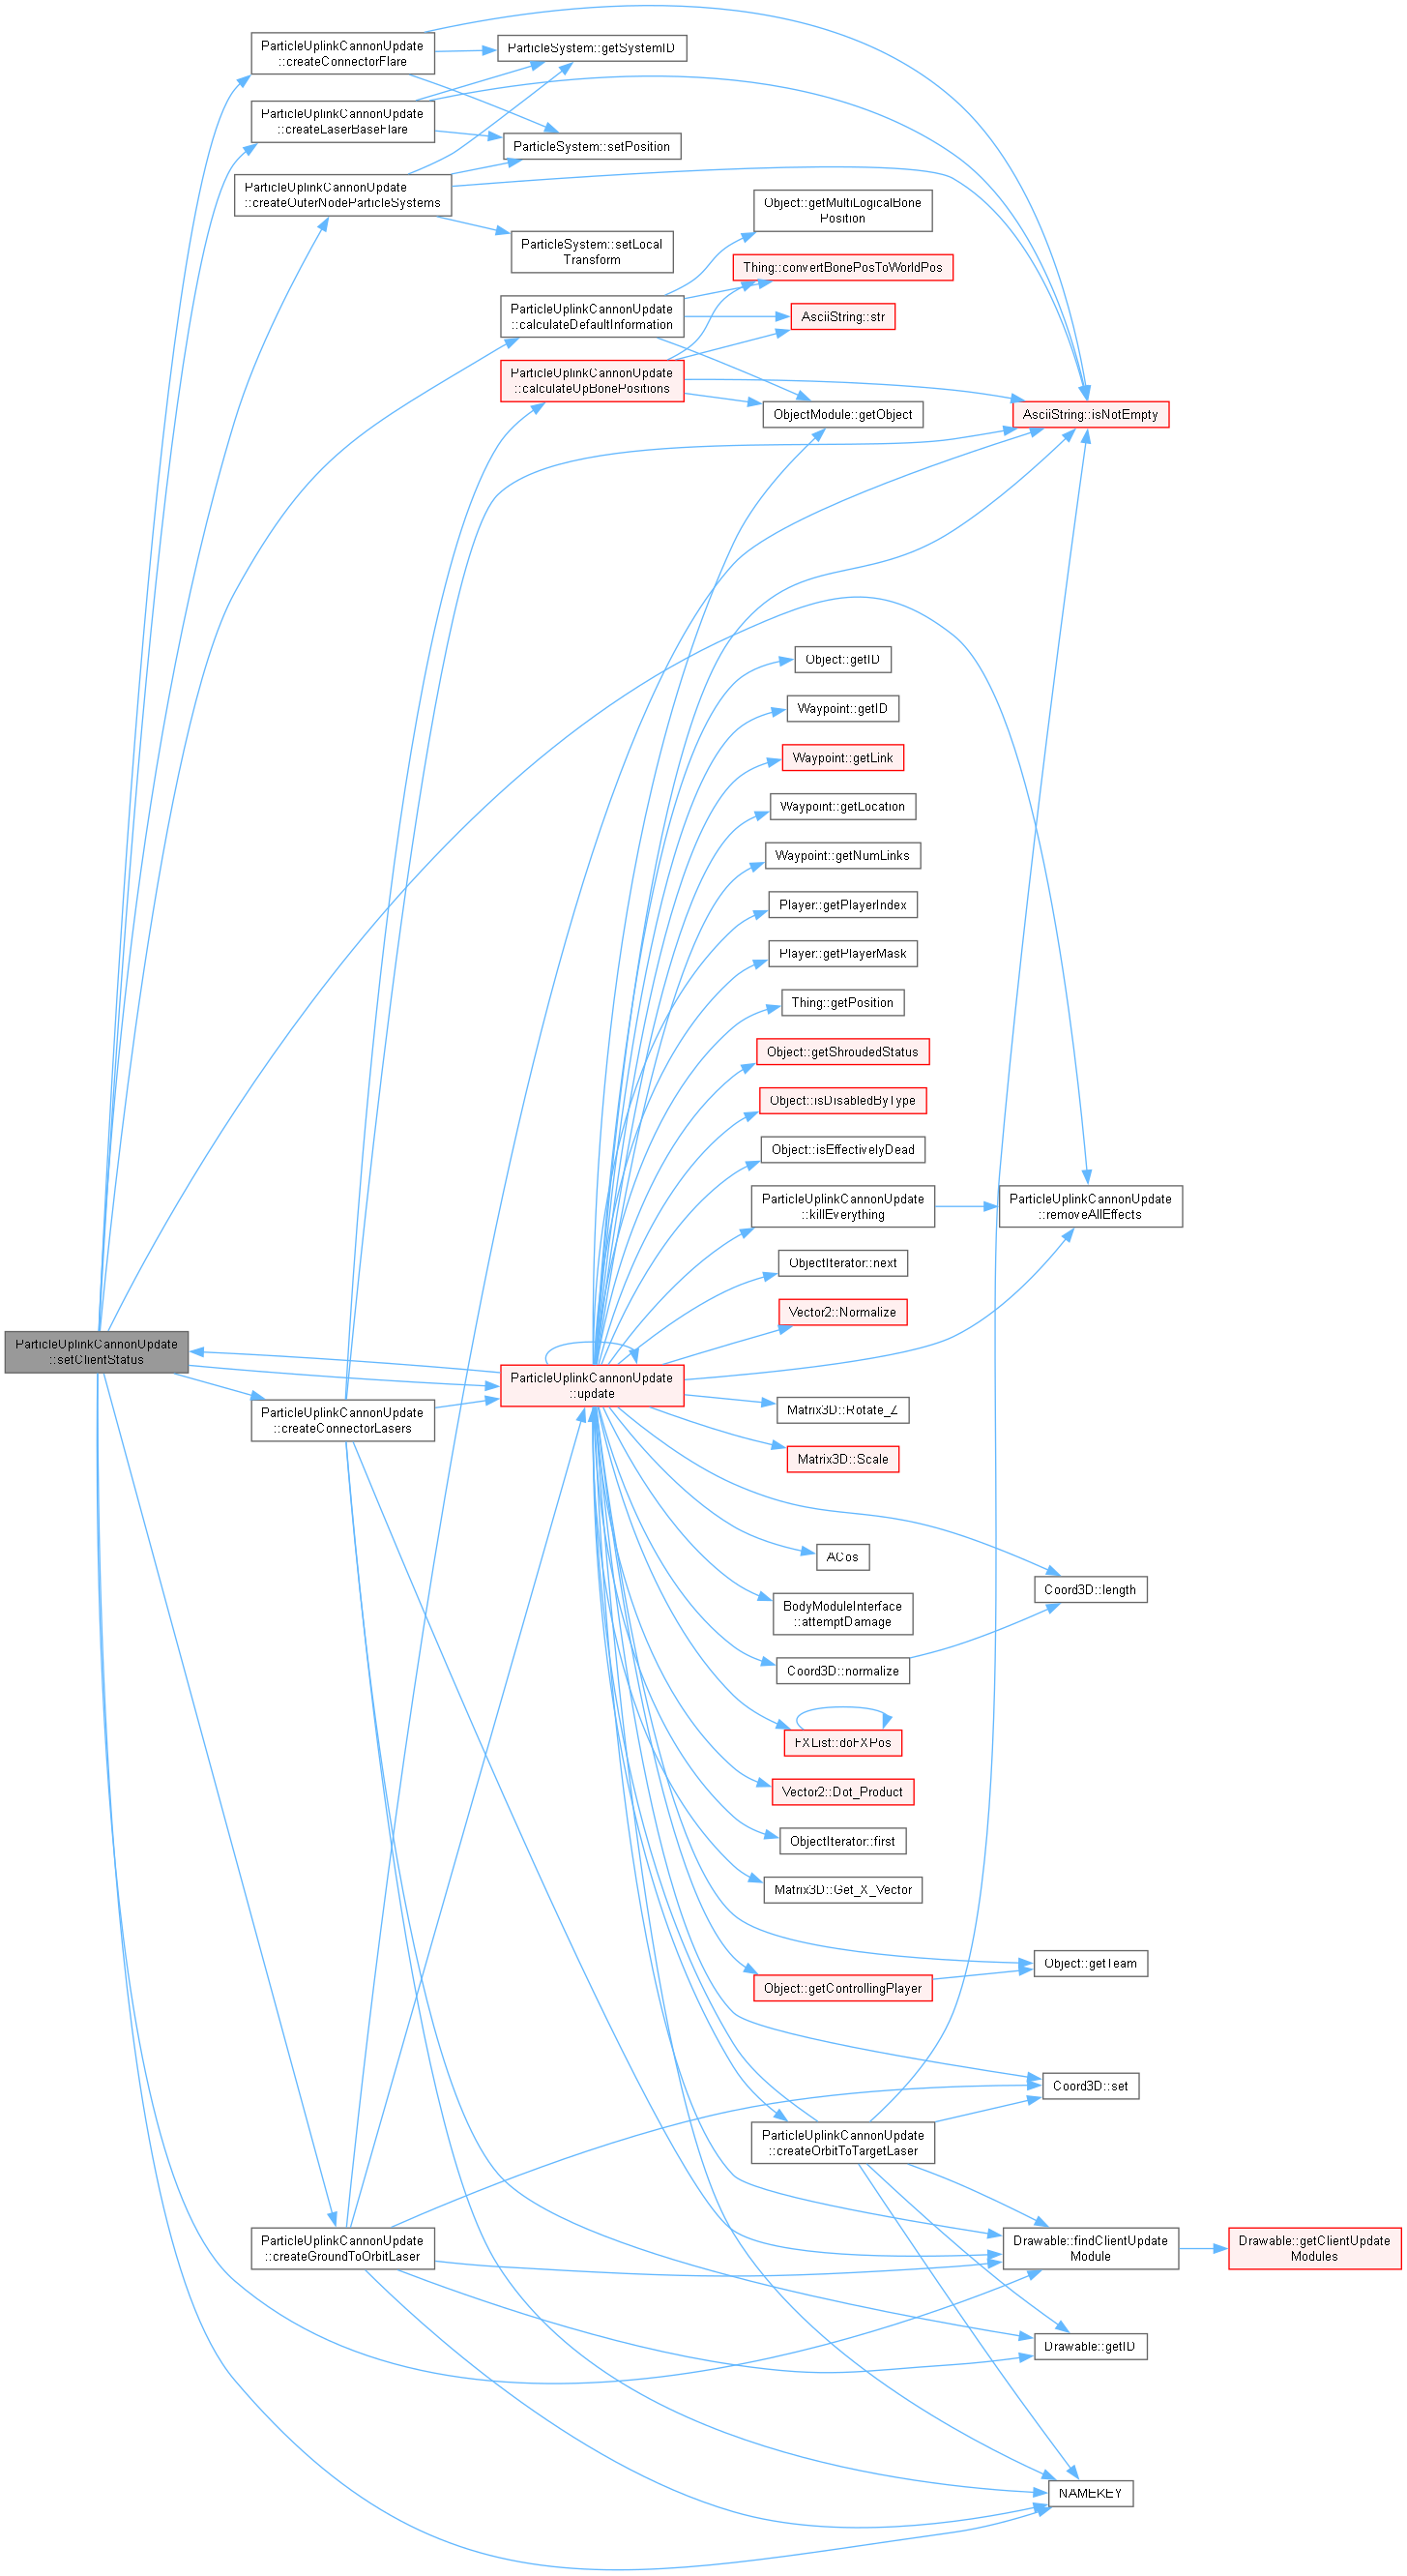 ParticleUplinkCannonUpdate
::createConnectorFlare
ParticleSystem::getSystemID
ParticleUplinkCannonUpdate
::createLaserBaseFlare
ParticleSystem::setPosition
ParticleUplinkCannonUpdate
::createOuterNodeParticleSystems
Object::getMultiLogicalBone
Position
ParticleSystem::setLocal
Transform
Thing::convertBonePosToWorldPos
ParticleUplinkCannonUpdate
::calculateDefaultInformation
AsciiString::str
ParticleUplinkCannonUpdate
::calculateUpBonePositions
ObjectModule::getObject
AsciiString::isNotEmpty
Object::getID
Waypoint::getID
Waypoint::getLink
Waypoint::getLocation
Waypoint::getNumLinks
Player::getPlayerIndex
Player::getPlayerMask
Thing::getPosition
Object::getShroudedStatus
Object::isDisabledByType
Object::isEffectivelyDead
ParticleUplinkCannonUpdate
::killEverything
ParticleUplinkCannonUpdate
::removeAllEffects
ObjectIterator::next
Vector2::Normalize
ParticleUplinkCannonUpdate
::setClientStatus
ParticleUplinkCannonUpdate
::update
Matrix3D::Rotate_Z
ParticleUplinkCannonUpdate
::createConnectorLasers
Matrix3D::Scale
ACos
Coord3D::length
BodyModuleInterface
::attemptDamage
Coord3D::normalize
FXList::doFXPos
Vector2::Dot_Product
ObjectIterator::first
Matrix3D::Get_X_Vector
Object::getTeam
Object::getControllingPlayer
Coord3D::set
ParticleUplinkCannonUpdate
::createOrbitToTargetLaser
ParticleUplinkCannonUpdate
::createGroundToOrbitLaser
Drawable::findClientUpdate
Module
Drawable::getClientUpdate
Modules
Drawable::getID
NAMEKEY